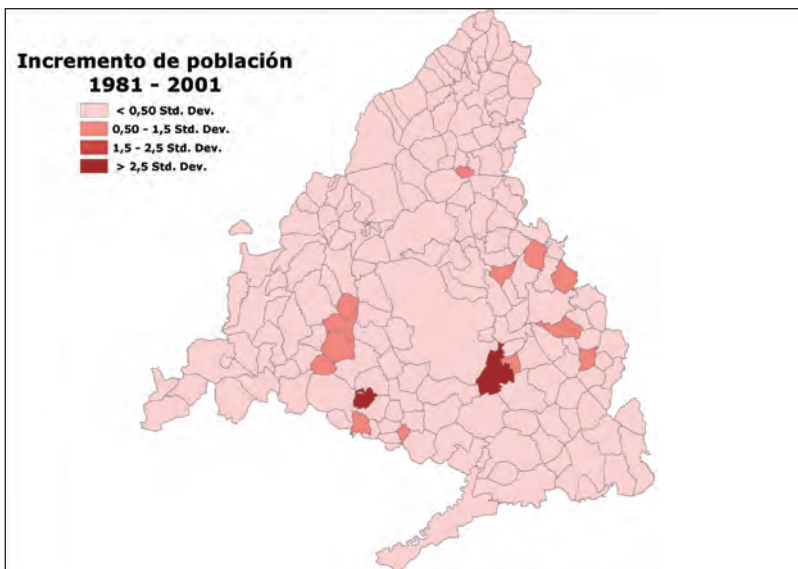 Incremento de población
1981 - 2001
< 0,50 Std. Dev.
0,50 - 1,5 Std. Dev.
1,5 - 2,5 Std. Dev.
> 2,5 Std. Dev.